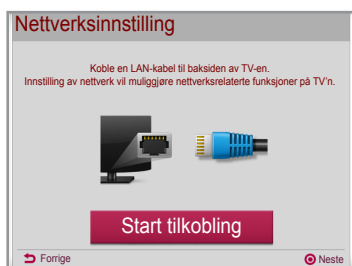 Nettverksinnstilling
Koble en LAN-kabel til baksiden av TV-en.
Innstilling av nettverk vil muliggjøre nettverksrelaterte funksjoner på TV'n.
Start tilkobling
Forrige
Neste